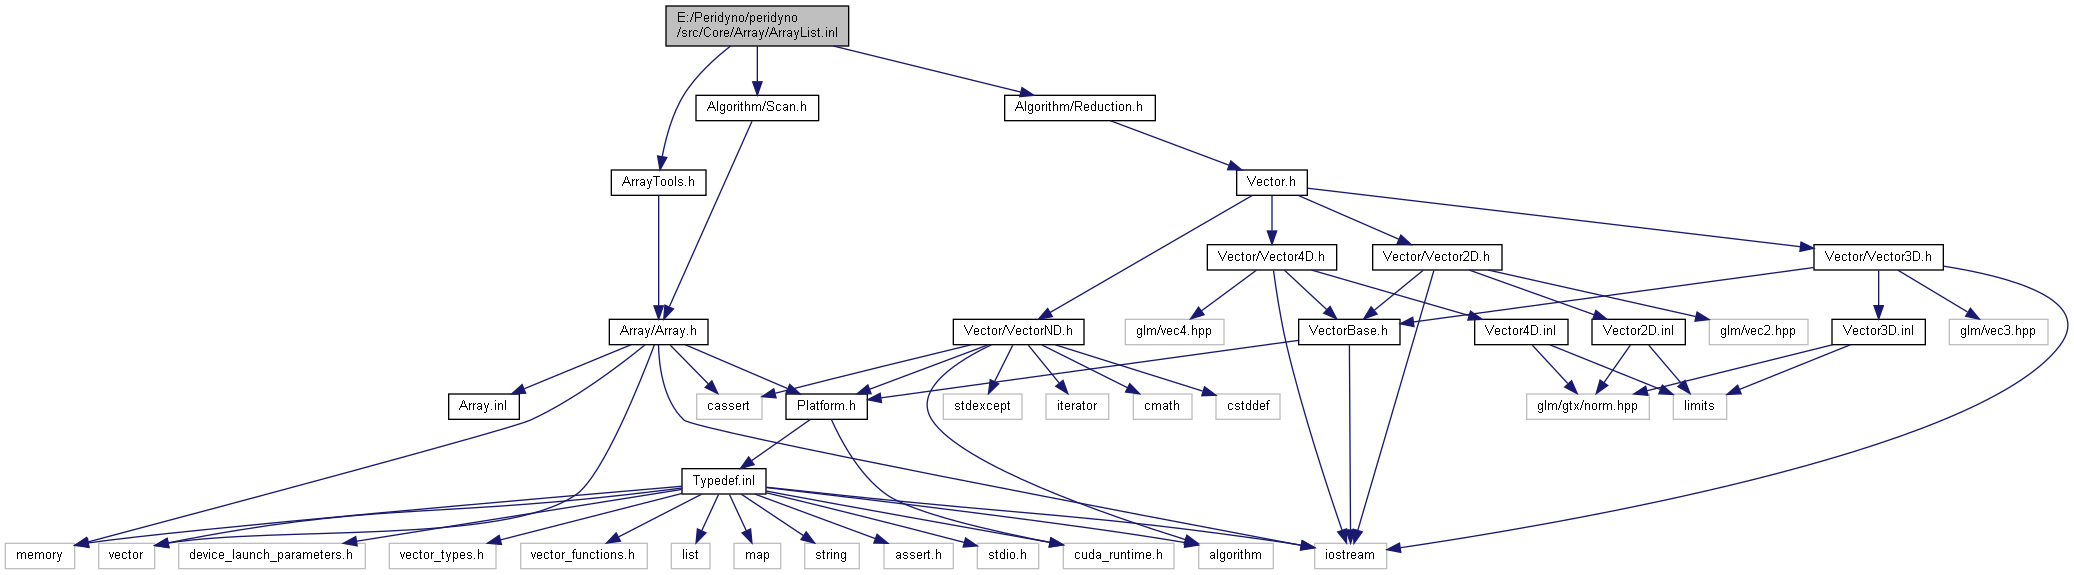 E:/Peridyno/peridyno
/src/Core/Array/ArrayList.inl
Algorithm/Scan.h
Algorithm/Reduction.h
ArrayTools.h
Vector.h
Vector/Vector4D.h
Vector/Vector2D.h
Vector/Vector3D.h
Array/Array.h
Vector/VectorND.h
glm/vec4.hpp
VectorBase.h
Vector4D.inl
Vector2D.inl
glm/vec2.hpp
Vector3D.inl
glm/vec3.hpp
Array.inl
cassert
Platform.h
stdexcept
iterator
cmath
cstddef
glm/gtx/norm.hpp
limits
Typedef.inl
memory
vector
device_launch_parameters.h
vector_types.h
vector_functions.h
list
map
string
assert.h
stdio.h
cuda_runtime.h
algorithm
iostream